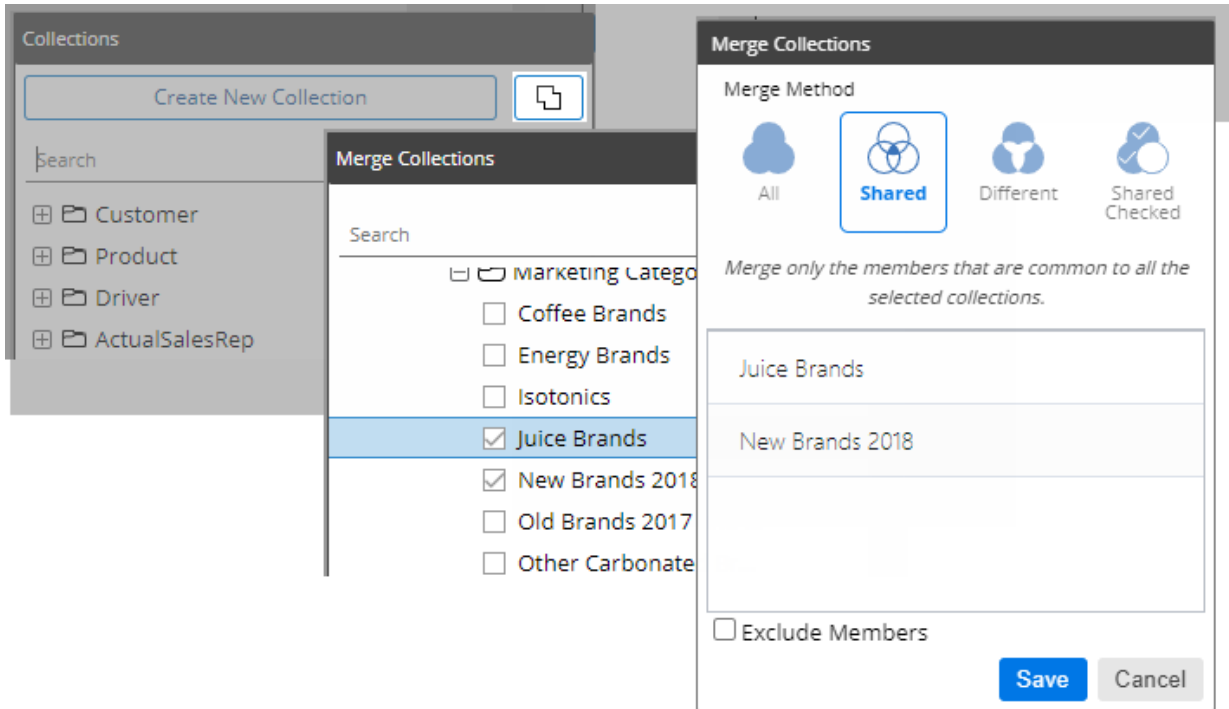 Collections
Create New Collection
Search
Customer
Product
Driver
ActualSalesRep
Merge Collections
Search
Marketing Catego
Coffee Brands
Energy Brands
Isotonics
Juice Brands
New Brands 2018
Old Brands 2017
Other Carbonate
Merge Collections
Merge Method
All
Shared
Different
Shared
Checked
Merge only the members that are common to all the
selected collections.
Juice Brands
New Brands 2018
Exclude Members
Save
Cancel